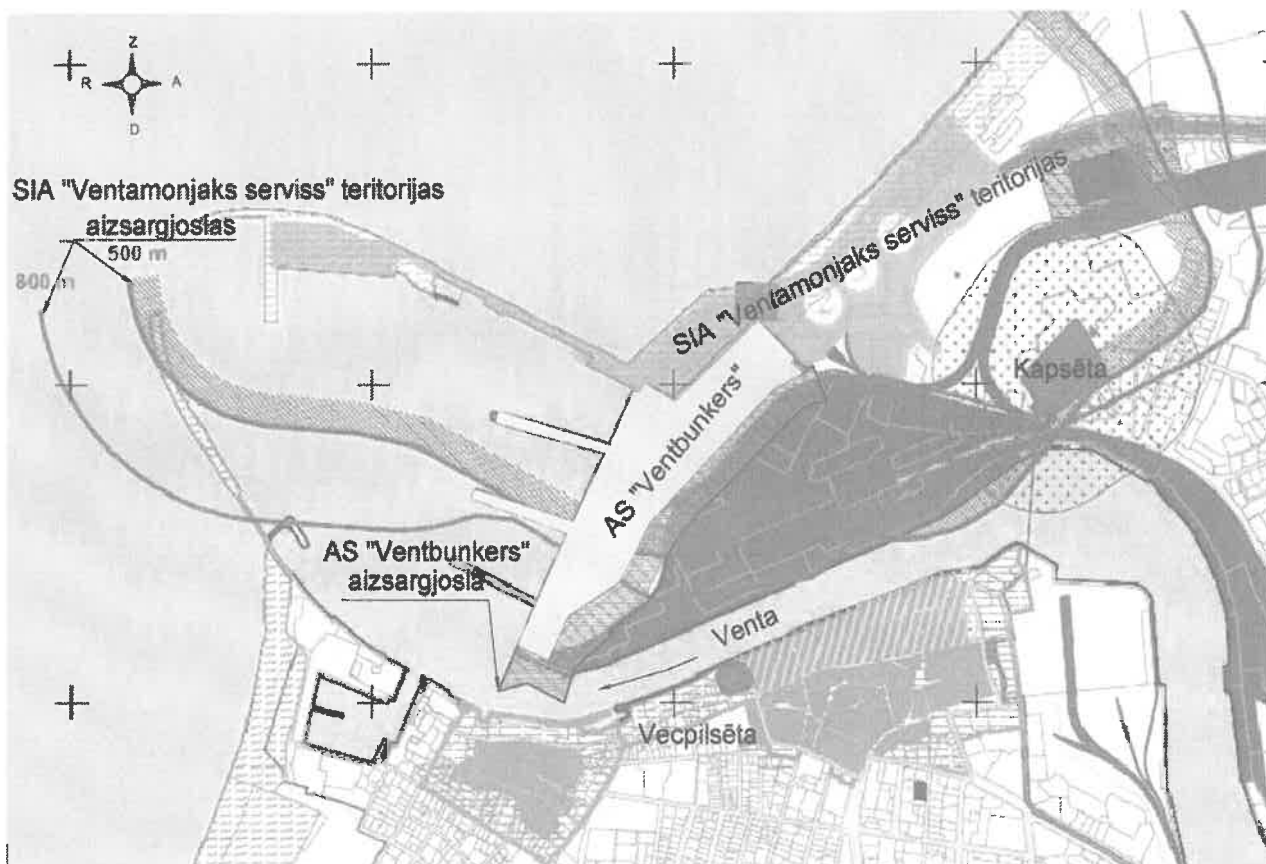 Z
R A
D
SIA "Ventamonjaks serviss" teritorijas
aizsargjoslas
500 m
800 m
SIA "Ventamonjaks serviss" teritorijas
Kapsēta
AS "Ventbunkers"
AS "Ventbunkers"
aizsargjosla
Venta
Vecpilsēta